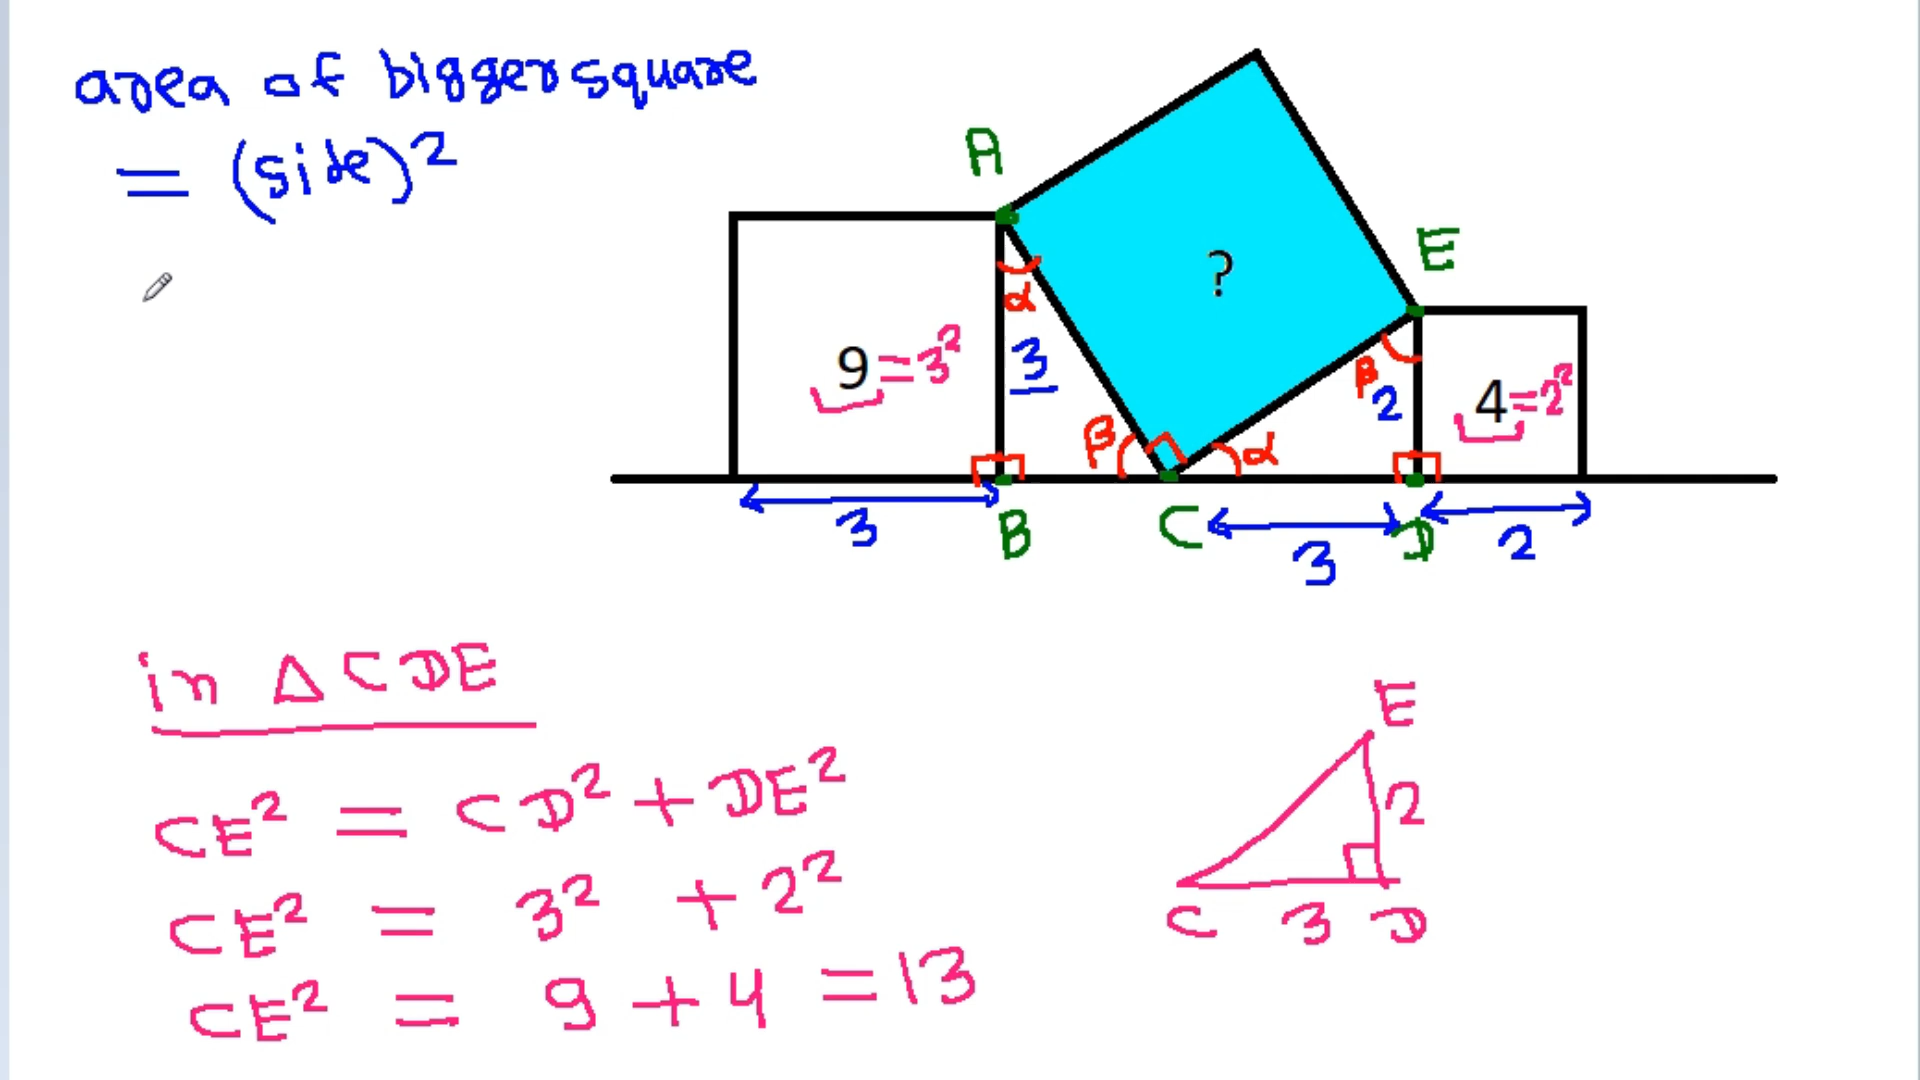 area of bigger square
= (side)²
A
E
?
α
9 = 3²
3
β
2
4 = 2²
β
α
3
B
C
3
D
2
in Δ CDE
CE² = CD² + DE²
CE² = 3² + 2²
CE² = 9 + 4 = 13
E
2
C 3 D